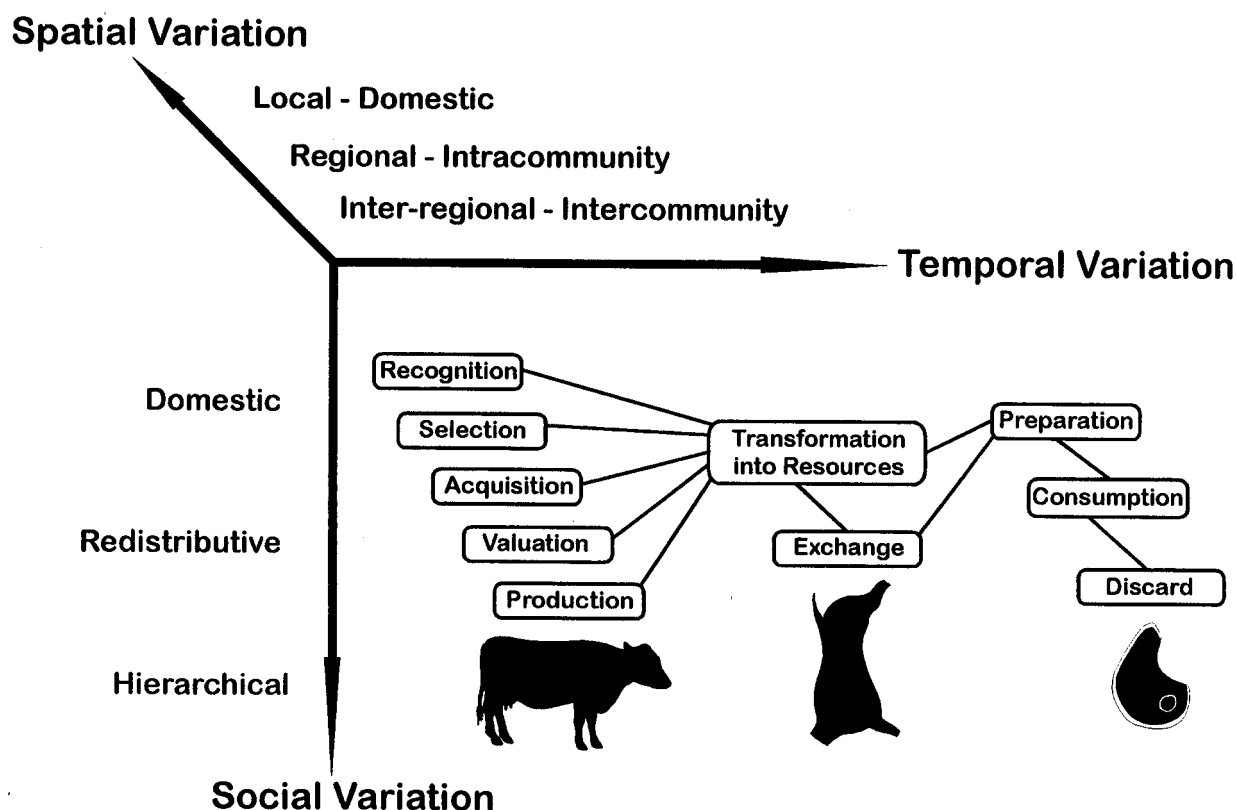 Spatial Variation
Local - Domestic
Regional - Intracommunity
Inter-regional - Intercommunity
Temporal Variation
Domestic
Redistributive
Hierarchical
Social Variation
Recognition
Selection
Acquisition
Valuation
Production
Transformation
into Resources
Exchange
Preparation
Consumption
Discard